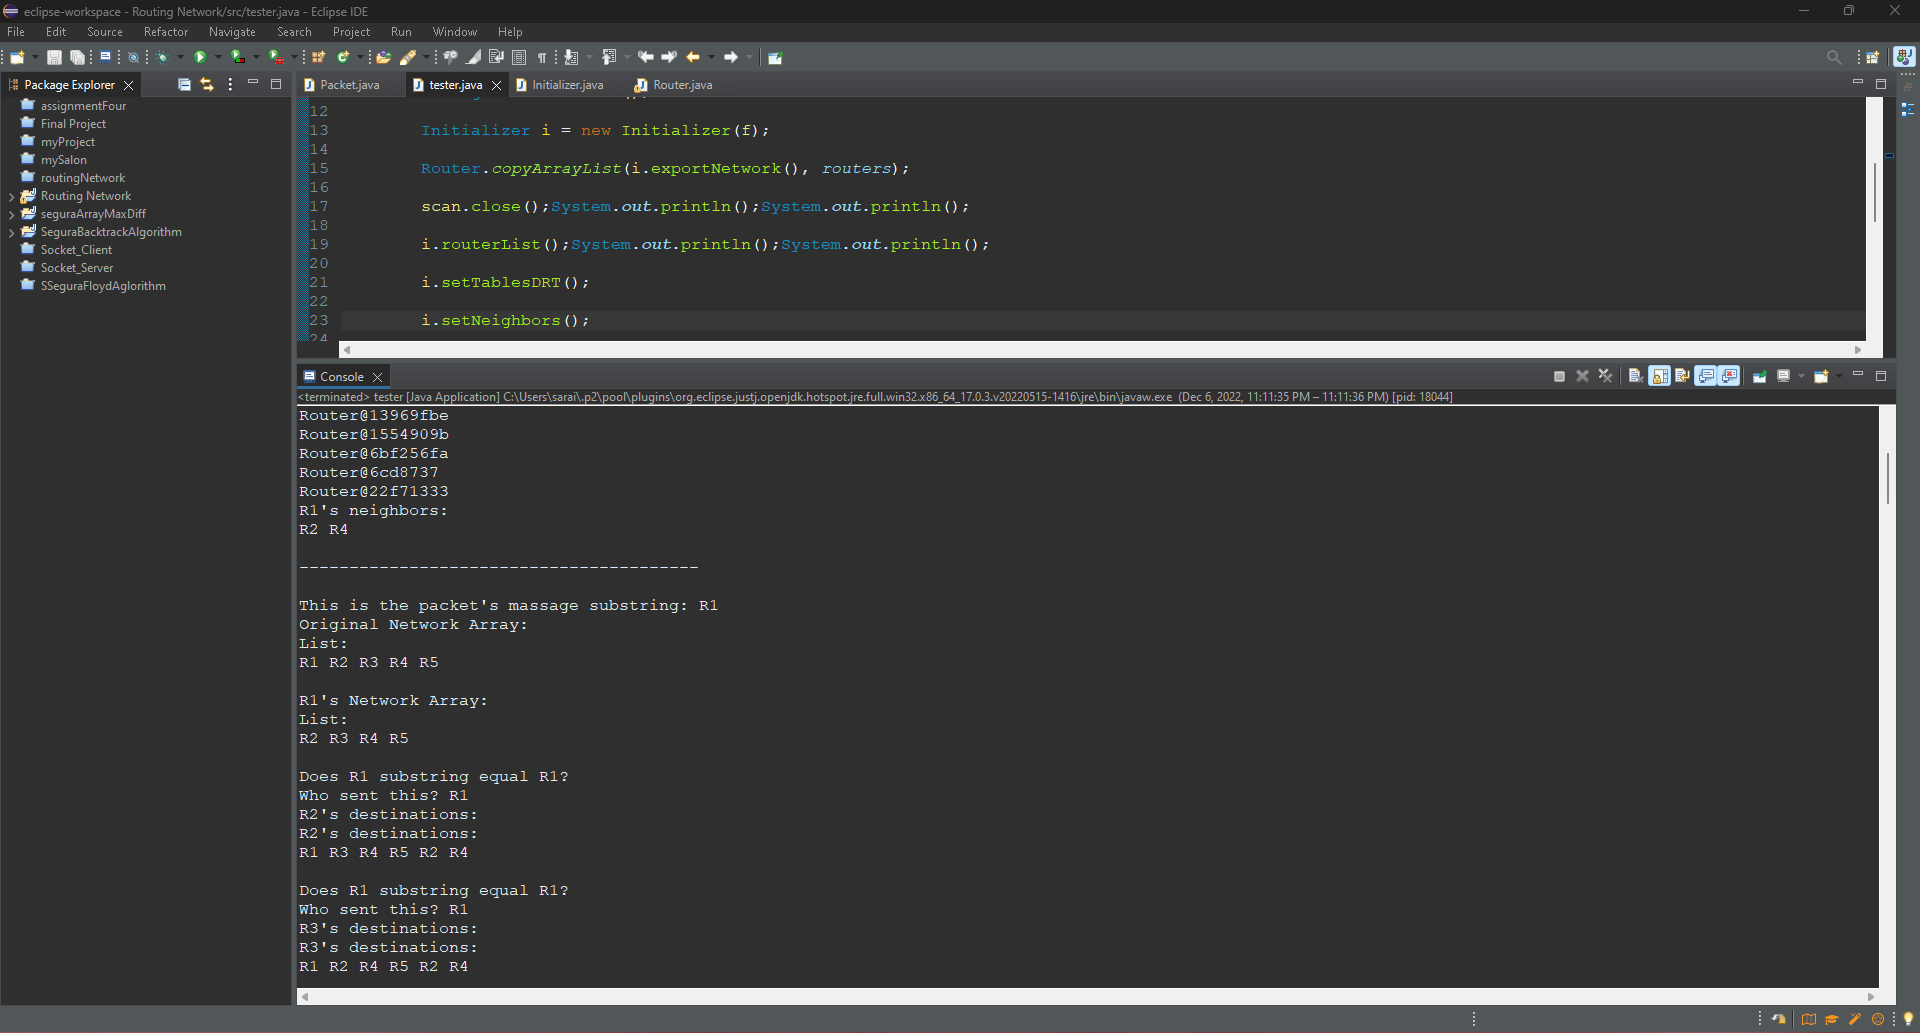 eclipse-workspace - Routing Network/src/tester.java - Eclipse IDE
File Edit Source Refactor Navigate Search Project Run Window Help
Package Explorer
Packet.java tester.java Initializer.java Router.java
assignmentFour
Final Project
myProject
mySalon
routingNetwork
Routing Network
seguraArrayMaxDiff
SeguraBacktrackAlgorithm
Socket_Client
Socket_Server
SSeguraFloydAglorithm
12
13 Initializer i = new Initializer(f);
14
15 Router.copyArrayList(i.exportNetwork(), routers);
16
17 scan.close();System.out.println();System.out.println();
18
19 i.routerList();System.out.println();System.out.println();
20
21 i.setTablesDRT();
22
23 i.setNeighbors();
24
Console
<terminated> tester [Java Application] C:\Users\sarai\.p2\pool\plugins\org.eclipse.justj.openjdk.hotspot.jre.full.win32.x86_64_17.0.3.v20220515-1416\jre\bin\javaw.exe (Dec 6, 2022, 11:11:35 PM – 11:11:36 PM) [pid: 18044]
Router@13969fbe
Router@1554909b
Router@6bf256fa
Router@6cd8737
Router@22f71333
R1's neighbors:
R2 R4
----------------------------------------
This is the packet's massage substring: R1
Original Network Array:
List:
R1 R2 R3 R4 R5
R1's Network Array:
List:
R2 R3 R4 R5
Does R1 substring equal R1?
Who sent this? R1
R2's destinations:
R2's destinations:
R1 R3 R4 R5 R2 R4
Does R1 substring equal R1?
Who sent this? R1
R3's destinations:
R3's destinations:
R1 R2 R4 R5 R2 R4